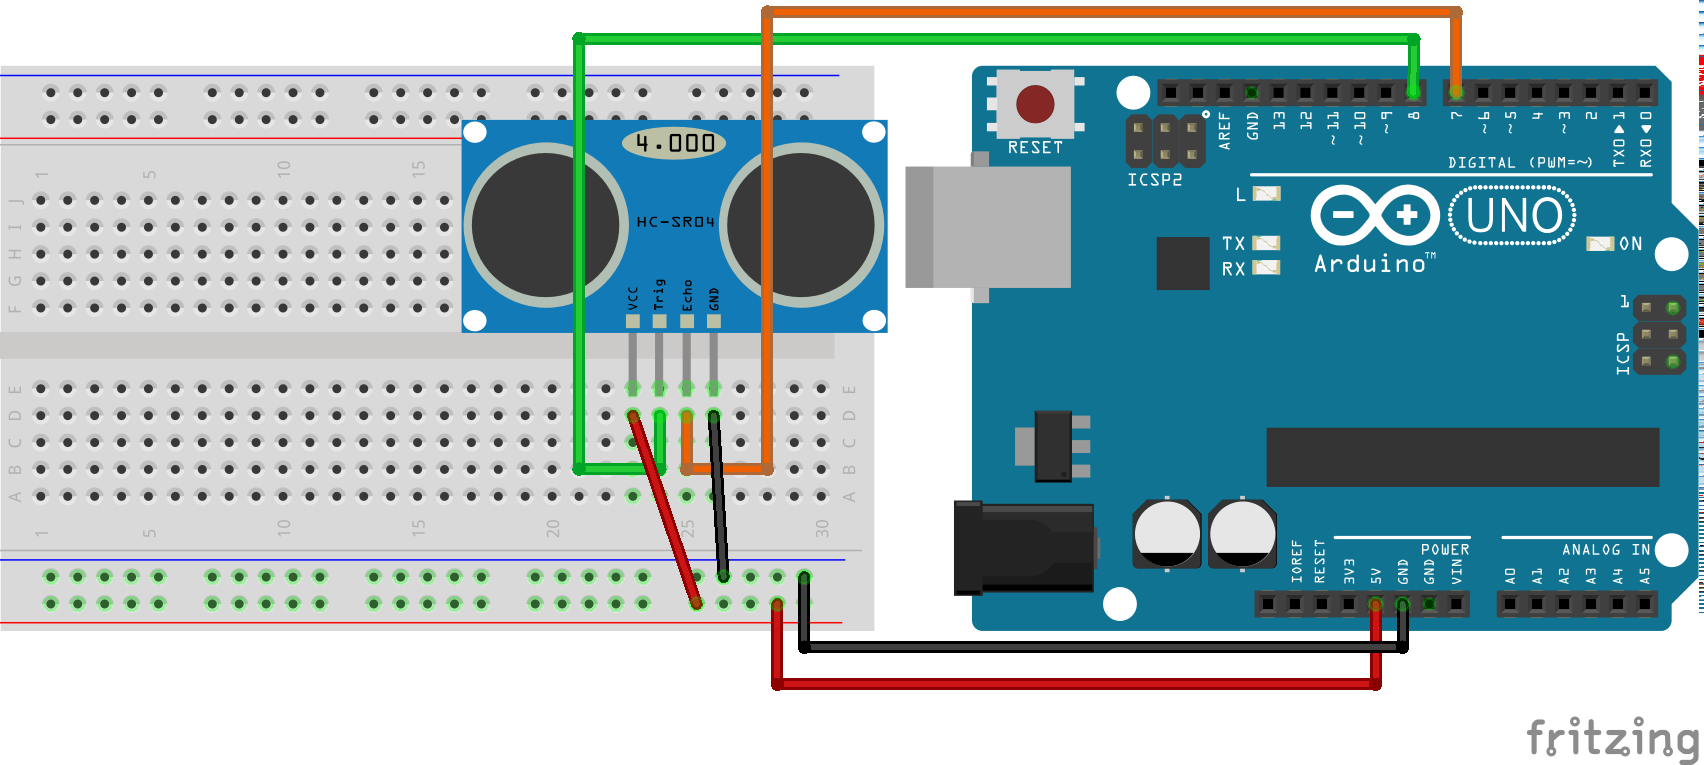 4.000
HC-SR04
VCC
Trig
Echo
GND
1
5
10
15
J
I
H
G
F
E
D
C
B
A
E
D
C
B
A
1
5
10
20
25
30
RESET
ICSP2
AREF
GND
13
12
~11
~10
~9
8
7
~6
~5
4
~3
2
TX0▶1
RX0◀0
DIGITAL (PWM=~)
L
TX
RX
UNO
Arduino™
ON
1
ICSP
POWER
ANALOG IN
IOREF
RESET
3V3
5V
GND
GND
VIN
A0
A1
A2
A3
A4
A5
fritzing